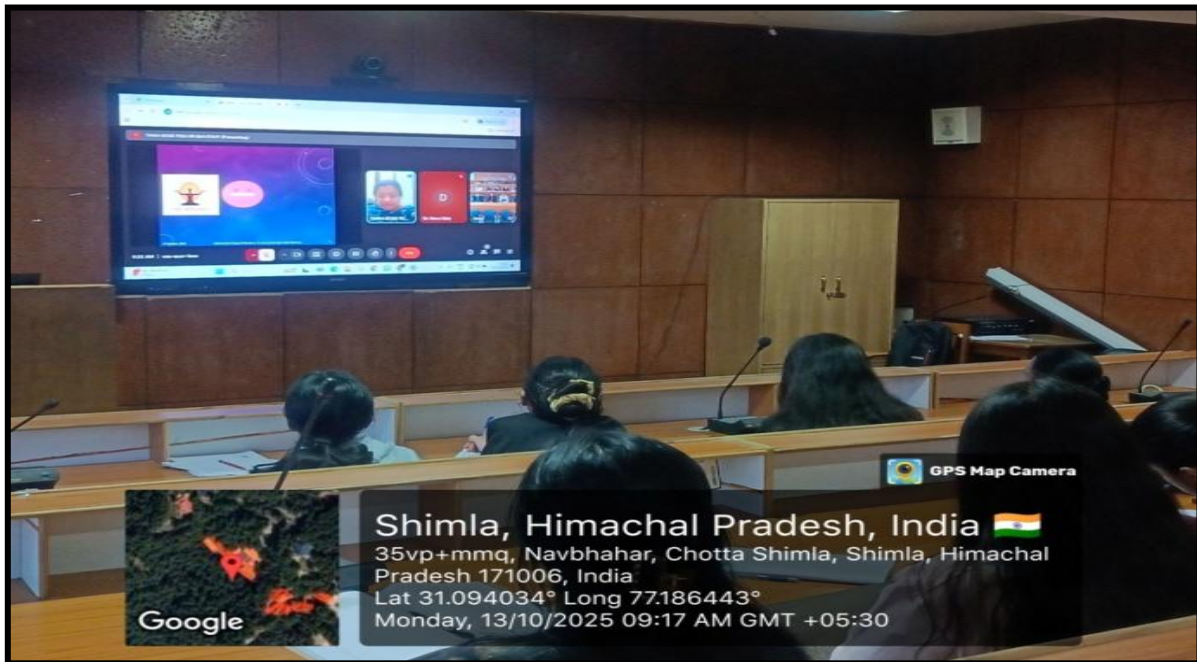 GPS Map Camera
Shimla, Himachal Pradesh, India
35vp+mmq, Navbhahar, Chotta Shimla, Shimla, Himachal
Pradesh 171006, India
Lat 31.094034° Long 77.186443°
Monday, 13/10/2025 09:17 AM GMT +05:30
Google
D